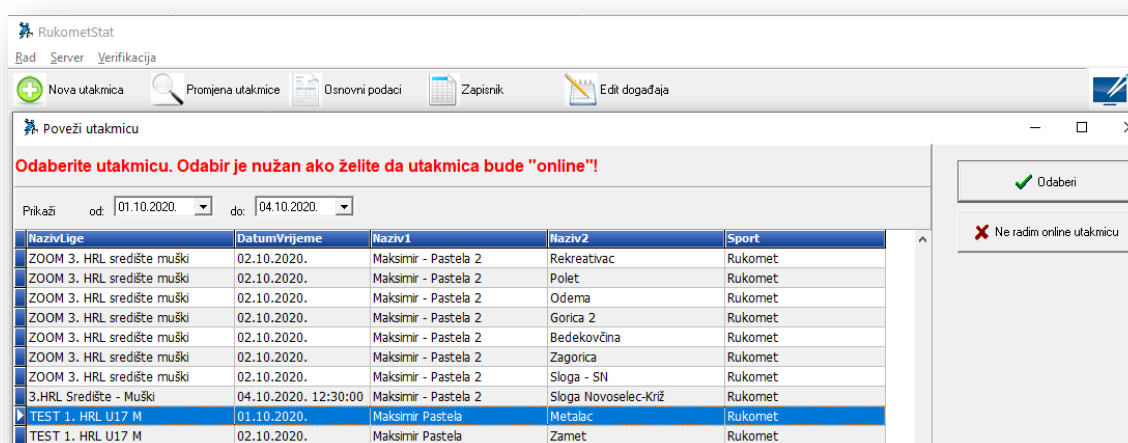 RukometStat
Rad Server Verifikacija
Nova utakmica Promjena utakmice Osnovni podaci Zapisnik Edit događaja
Poveži utakmicu
Odaberite utakmicu. Odabir je nužan ako želite da utakmica bude "online"!
Odaberi
Prikaži od: 01.10.2020. do: 04.10.2020.
Ne radim online utakmicu
NazivLige DatumVrijeme Naziv1 Naziv2 Sport
ZOOM 3. HRL središte muški 02.10.2020. Maksimir - Pastela 2 Rekreativac Rukomet
ZOOM 3. HRL središte muški 02.10.2020. Maksimir - Pastela 2 Polet Rukomet
ZOOM 3. HRL središte muški 02.10.2020. Maksimir - Pastela 2 Odema Rukomet
ZOOM 3. HRL središte muški 02.10.2020. Maksimir - Pastela 2 Gorica 2 Rukomet
ZOOM 3. HRL središte muški 02.10.2020. Maksimir - Pastela 2 Bedekovčina Rukomet
ZOOM 3. HRL središte muški 02.10.2020. Maksimir - Pastela 2 Zagorica Rukomet
ZOOM 3. HRL središte muški 02.10.2020. Maksimir - Pastela 2 Sloga - SN Rukomet
3.HRL Središte - Muški 04.10.2020. 12:30:00 Maksimir - Pastela 2 Sloga Novoselec-Križ Rukomet
TEST 1. HRL U17 M 01.10.2020. Maksimir Pastela Metalac Rukomet
TEST 1. HRL U17 M 02.10.2020. Maksimir Pastela Zamet Rukomet